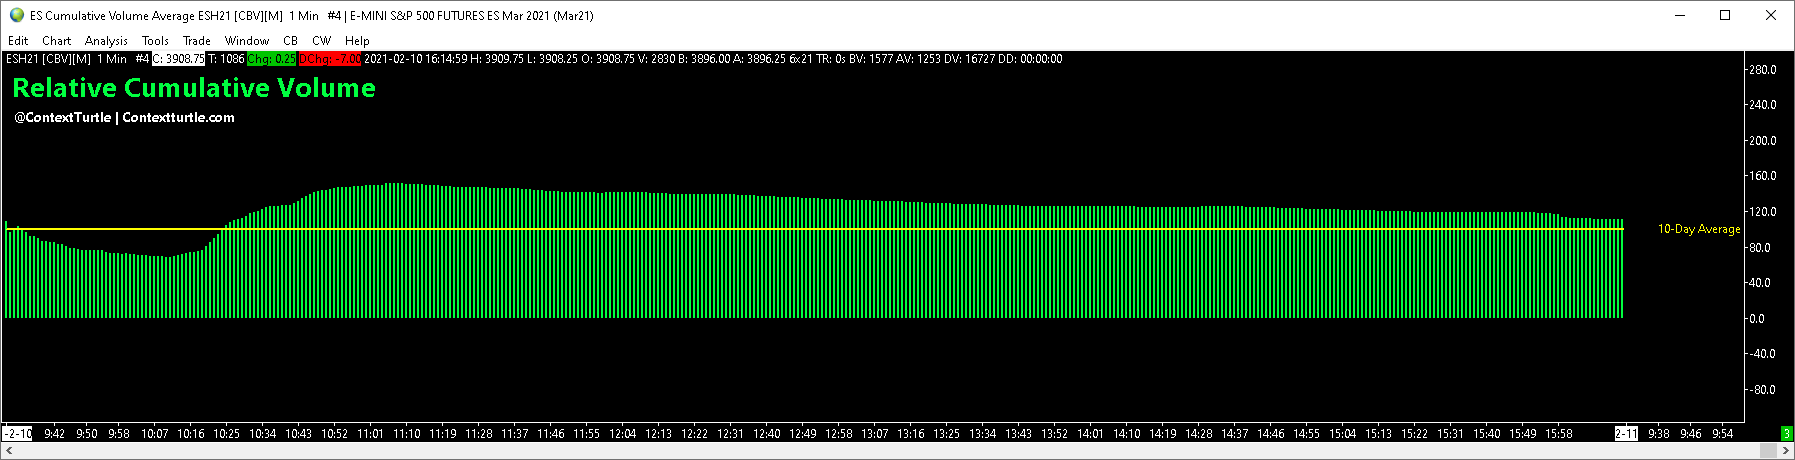 ES Cumulative Volume Average ESH21 [CBV][M] 1 Min #4 | E-MINI S&P 500 FUTURES ES Mar 2021 (Mar21)
Edit Chart Analysis Tools Trade Window CB CW Help
ESH21 [CBV][M] 1 Min #4 C: 3908.75 T: 1086 Chg: 0.25 DChg: -7.00 2021-02-10 16:14:59 H: 3909.75 L: 3908.25 O: 3908.75 V: 2830 B: 3896.00 A: 3896.25 6x21 TR: 0s BV: 1577 AV: 1253 DV: 16727 DD: 00:00:00
Relative Cumulative Volume
@ContextTurtle | Contextturtle.com
280.0
240.0
200.0
160.0
120.0
10-Day Average
80.0
40.0
0.0
-40.0
-80.0
-2-10 9:42 9:50 9:58 10:07 10:16 10:25 10:34 10:43 10:52 11:01 11:10 11:19 11:28 11:37 11:46 11:55 12:04 12:13 12:22 12:31 12:40 12:49 12:58 13:07 13:16 13:25 13:34 13:43 13:52 14:01 14:10 14:19 14:28 14:37 14:46 14:55 15:04 15:13 15:22 15:31 15:40 15:49 15:58 2-11 9:38 9:46 9:54 3